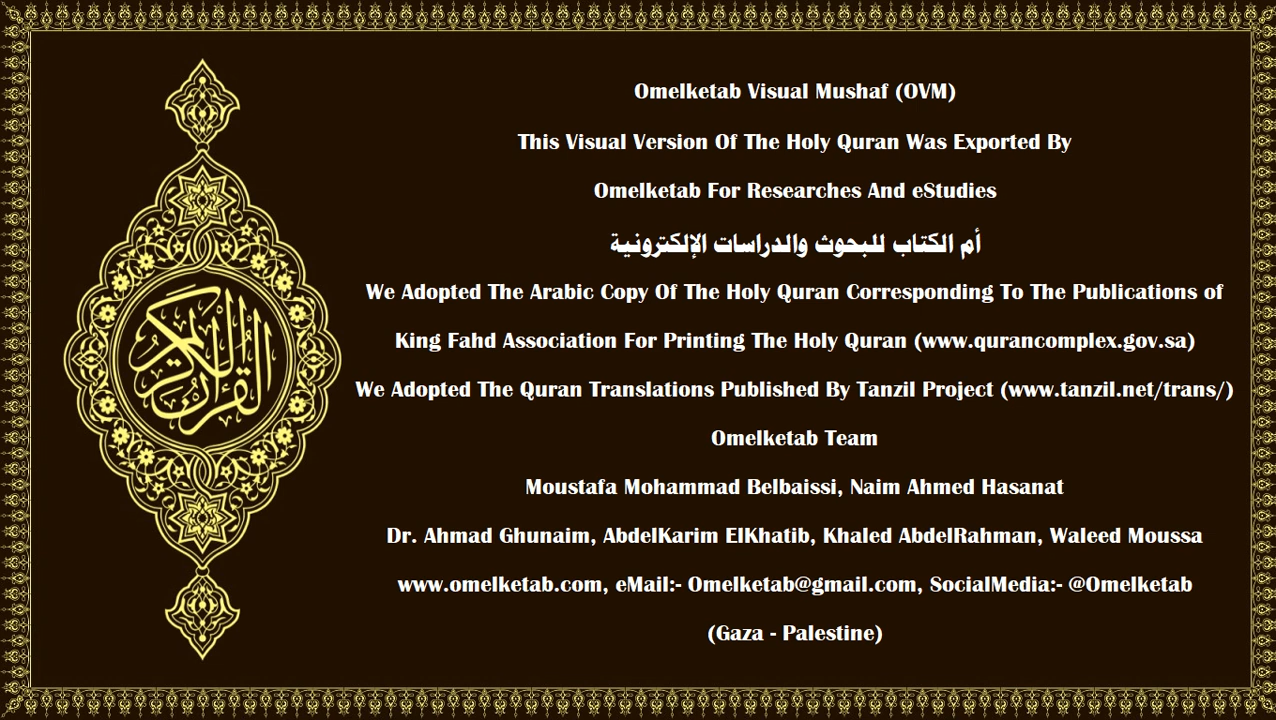 القرآن الكريم
Omelketab Visual Mushaf (OVM)
This Visual Version Of The Holy Quran Was Exported By
Omelketab For Researches And eStudies
أم الكتاب للبحوث والدراسات الإلكترونية
We Adopted The Arabic Copy Of The Holy Quran Corresponding To The Publications of
King Fahd Association For Printing The Holy Quran (www.qurancomplex.gov.sa)
We Adopted The Quran Translations Published By Tanzil Project (www.tanzil.net/trans/)
Omelketab Team
Moustafa Mohammad Belbaissi, Naim Ahmed Hasanat
Dr. Ahmad Ghunaim, AbdelKarim ElKhatib, Khaled AbdelRahman, Waleed Moussa
www.omelketab.com, eMail:- Omelketab@gmail.com, SocialMedia:- @Omelketab
(Gaza - Palestine)